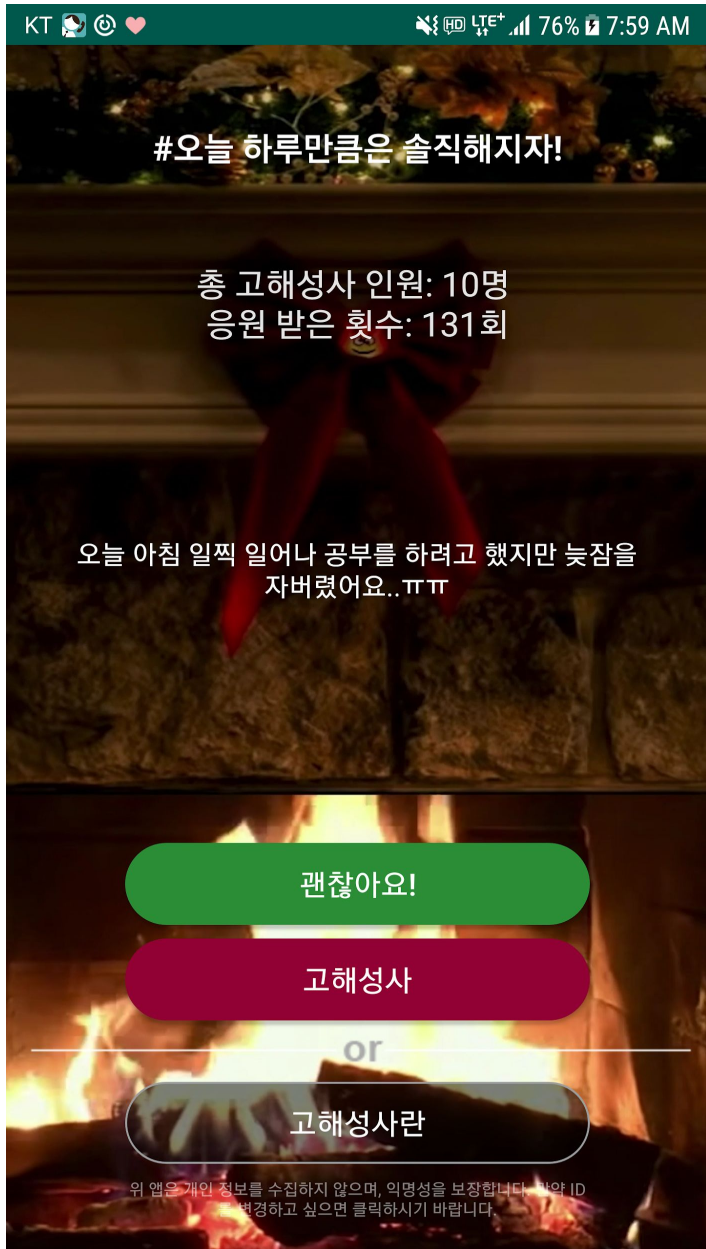 KT HD LTE+ 76% 7:59 AM
#오늘 하루만큼은 솔직해지자!
총 고해성사 인원: 10명
응원 받은 횟수: 131회
오늘 아침 일찍 일어나 공부를 하려고 했지만 늦잠을
자버렸어요..ㅠㅠ
괜찮아요!
고해성사
or
고해성사란
위 앱은 개인 정보를 수집하지 않으며, 익명성을 보장합니다. 만약 ID
변경하고 싶으면 클릭하시기 바랍니다.